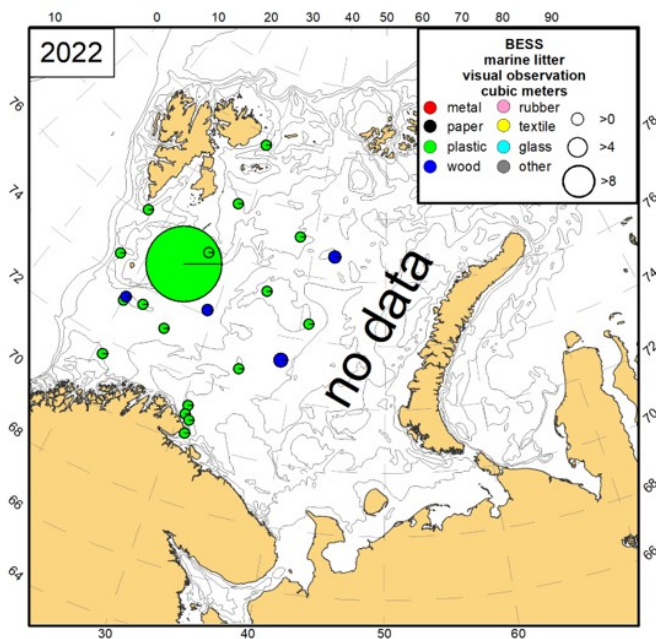 10 0 10 20 30 40 50 60 70 80 90
2022
BESS
marine litter
visual observation
cubic meters
metal rubber
paper textile
plastic glass
wood other
>0
>4
>8
76
74
72
70
68
66
64
78
76
74
72
70
68
66
no data
30 40 50 60